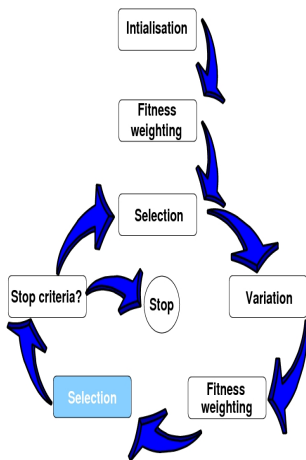 Intialisation
Fitness
weighting
Selection
Stop criteria?
Stop
Variation
Selection
Fitness
weighting